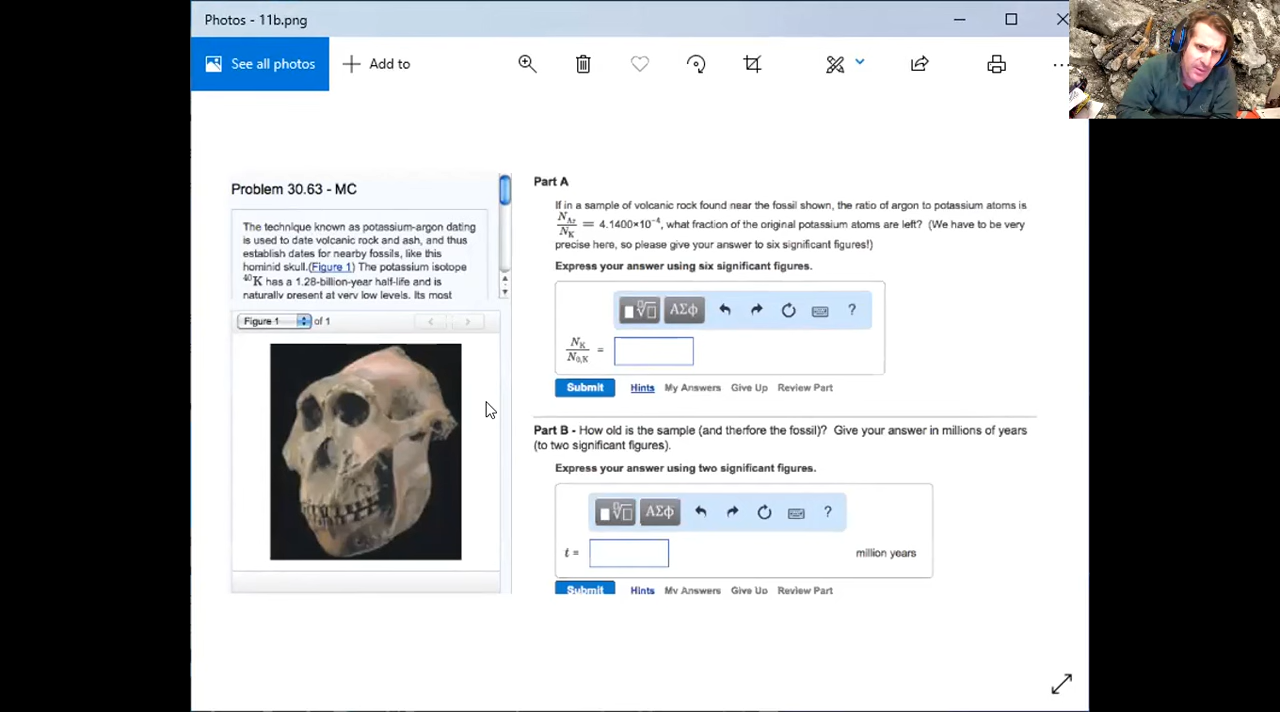 Photos - 11b.png
See all photos
Add to
Problem 30.63 - MC
The technique known as potassium-argon dating
is used to date volcanic rock and ash, and thus
establish dates for nearby fossils, like this
hominid skull.(Figure 1) The potassium isotope
⁴⁰K has a 1.28-billion-year half-life and is
naturally present at very low levels. Its most
Figure 1 of 1
Part A
If in a sample of volcanic rock found near the fossil shown, the ratio of argon to potassium atoms is
N_Ar/N_K = 4.1400×10⁻⁴, what fraction of the original potassium atoms are left? (We have to be very
precise here, so please give your answer to six significant figures!)
Express your answer using six significant figures.
ΑΣφ ?
N_K/N_0,K =
Submit Hints My Answers Give Up Review Part
Part B - How old is the sample (and therfore the fossil)? Give your answer in millions of years
(to two significant figures).
Express your answer using two significant figures.
ΑΣφ ?
t = million years
Submit Hints My Answers Give Up Review Part